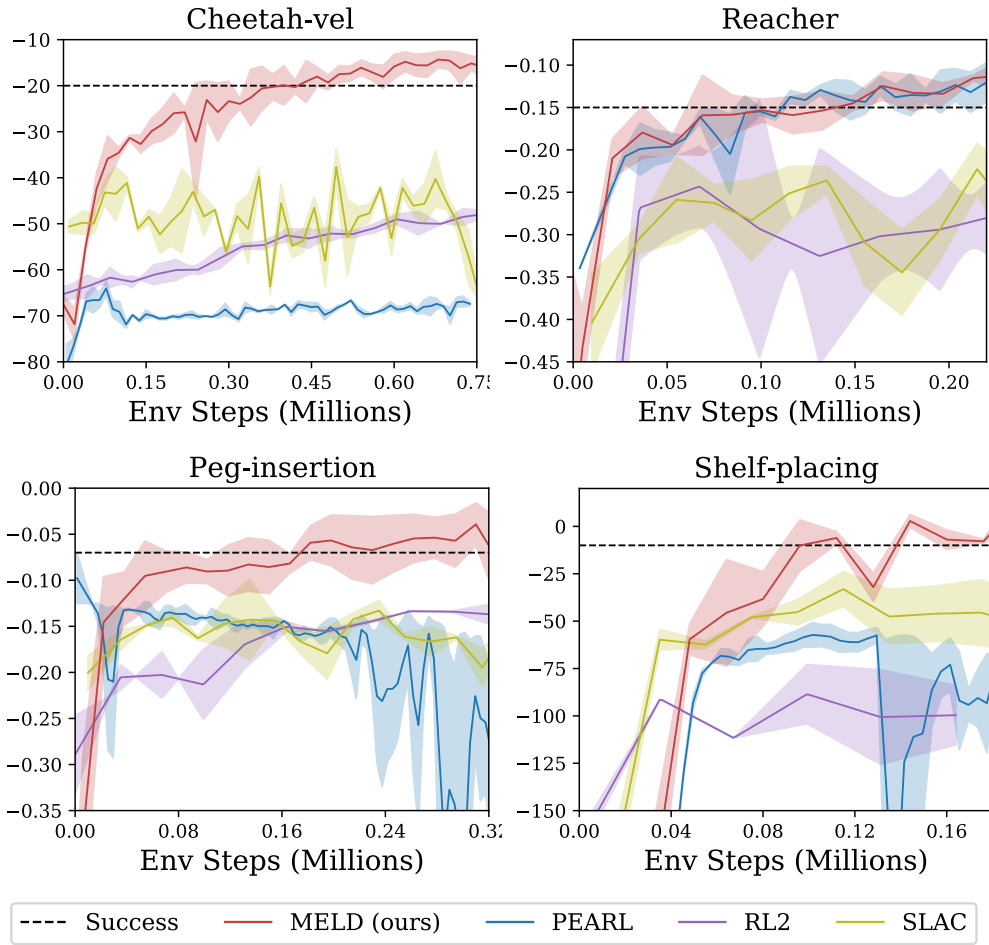 Cheetah-vel
−10
−20
−30
−40
−50
−60
−70
−80
0.00 0.15 0.30 0.45 0.60 0.75
Env Steps (Millions)
Reacher
−0.10
−0.15
−0.20
−0.25
−0.30
−0.35
−0.40
−0.45
0.00 0.05 0.10 0.15 0.20
Env Steps (Millions)
Peg-insertion
0.00
−0.05
−0.10
−0.15
−0.20
−0.25
−0.30
−0.35
0.00 0.08 0.16 0.24 0.32
Env Steps (Millions)
Shelf-placing
0
−25
−50
−75
−100
−125
−150
0.00 0.04 0.08 0.12 0.16
Env Steps (Millions)
Success MELD (ours) PEARL RL2 SLAC